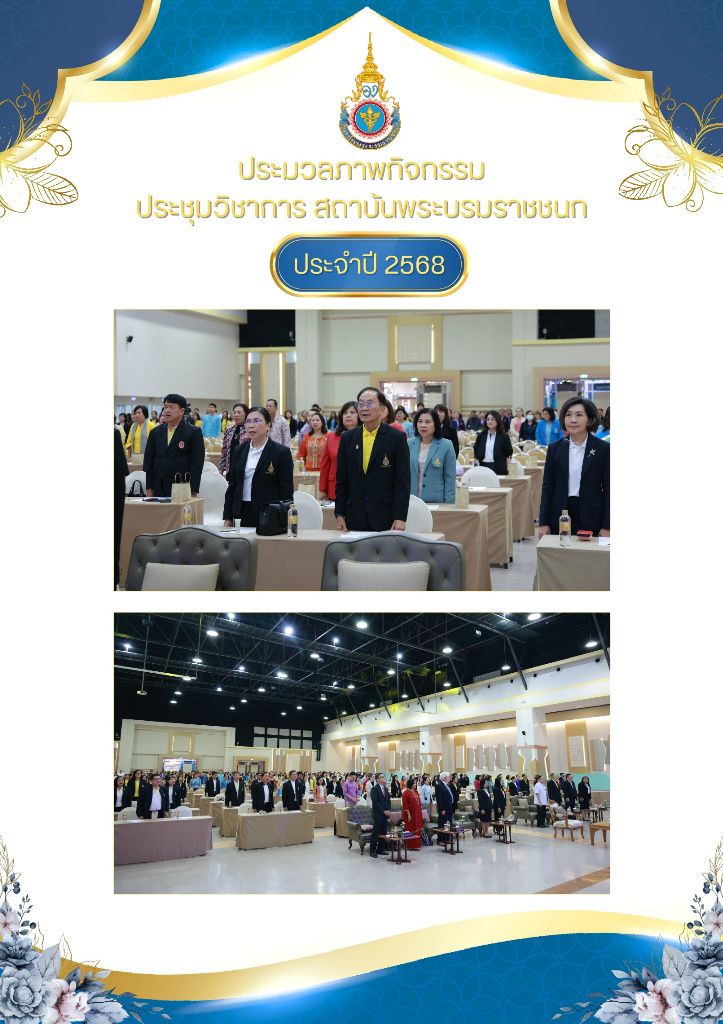 ประมวลภาพกิจกรรม
ประชุมวิชาการ สถาบันพระบรมราชชนก
ประจำปี 2568